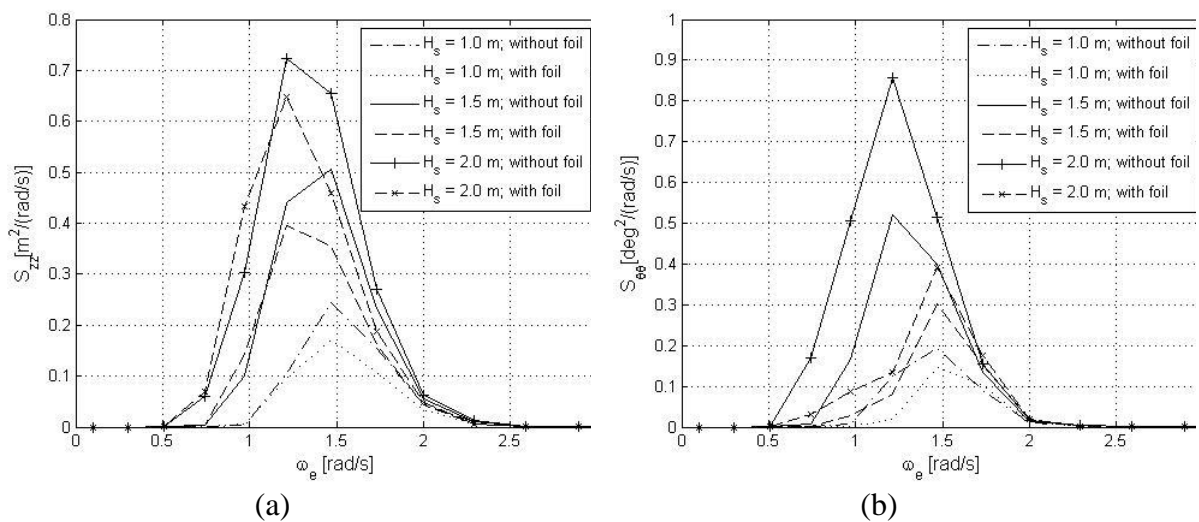 0.8
0.7
0.6
0.5
0.4
0.3
0.2
0.1
0
S_zz[m²/(rad/s)]
0 0.5 1 1.5 2 2.5
ω_e [rad/s]
H_s = 1.0 m; without foil
H_s = 1.0 m; with foil
H_s = 1.5 m; without foil
H_s = 1.5 m; with foil
H_s = 2.0 m; without foil
H_s = 2.0 m; with foil
(a)
1
0.9
0.8
0.7
0.6
0.5
0.4
0.3
0.2
0.1
0
S_θθ[deg²/(rad/s)]
0 0.5 1 1.5 2 2.5
ω_e [rad/s]
H_s = 1.0 m; without foil
H_s = 1.0 m; with foil
H_s = 1.5 m; without foil
H_s = 1.5 m; with foil
H_s = 2.0 m; without foil
H_s = 2.0 m; with foil
(b)